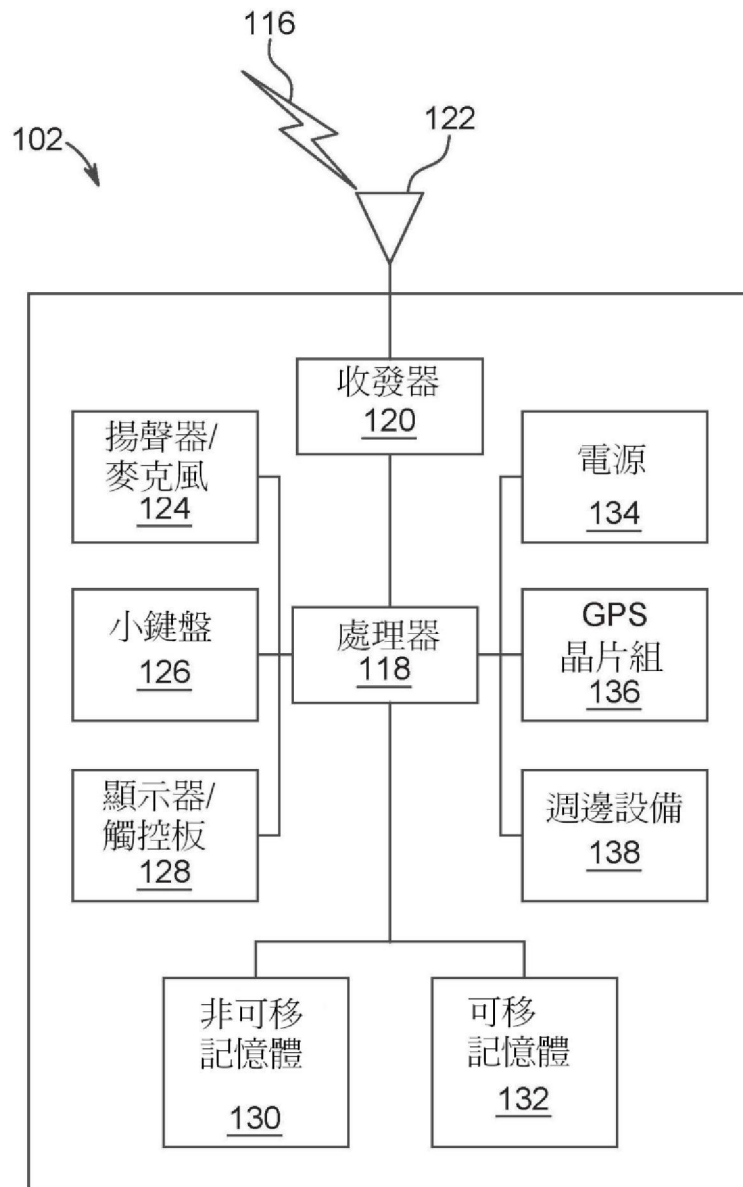 116
122
102
收發器
120
揚聲器/
麥克風
124
電源
134
小鍵盤
126
處理器
118
GPS
晶片組
136
顯示器/
觸控板
128
週邊設備
138
非可移
記憶體
130
可移
記憶體
132